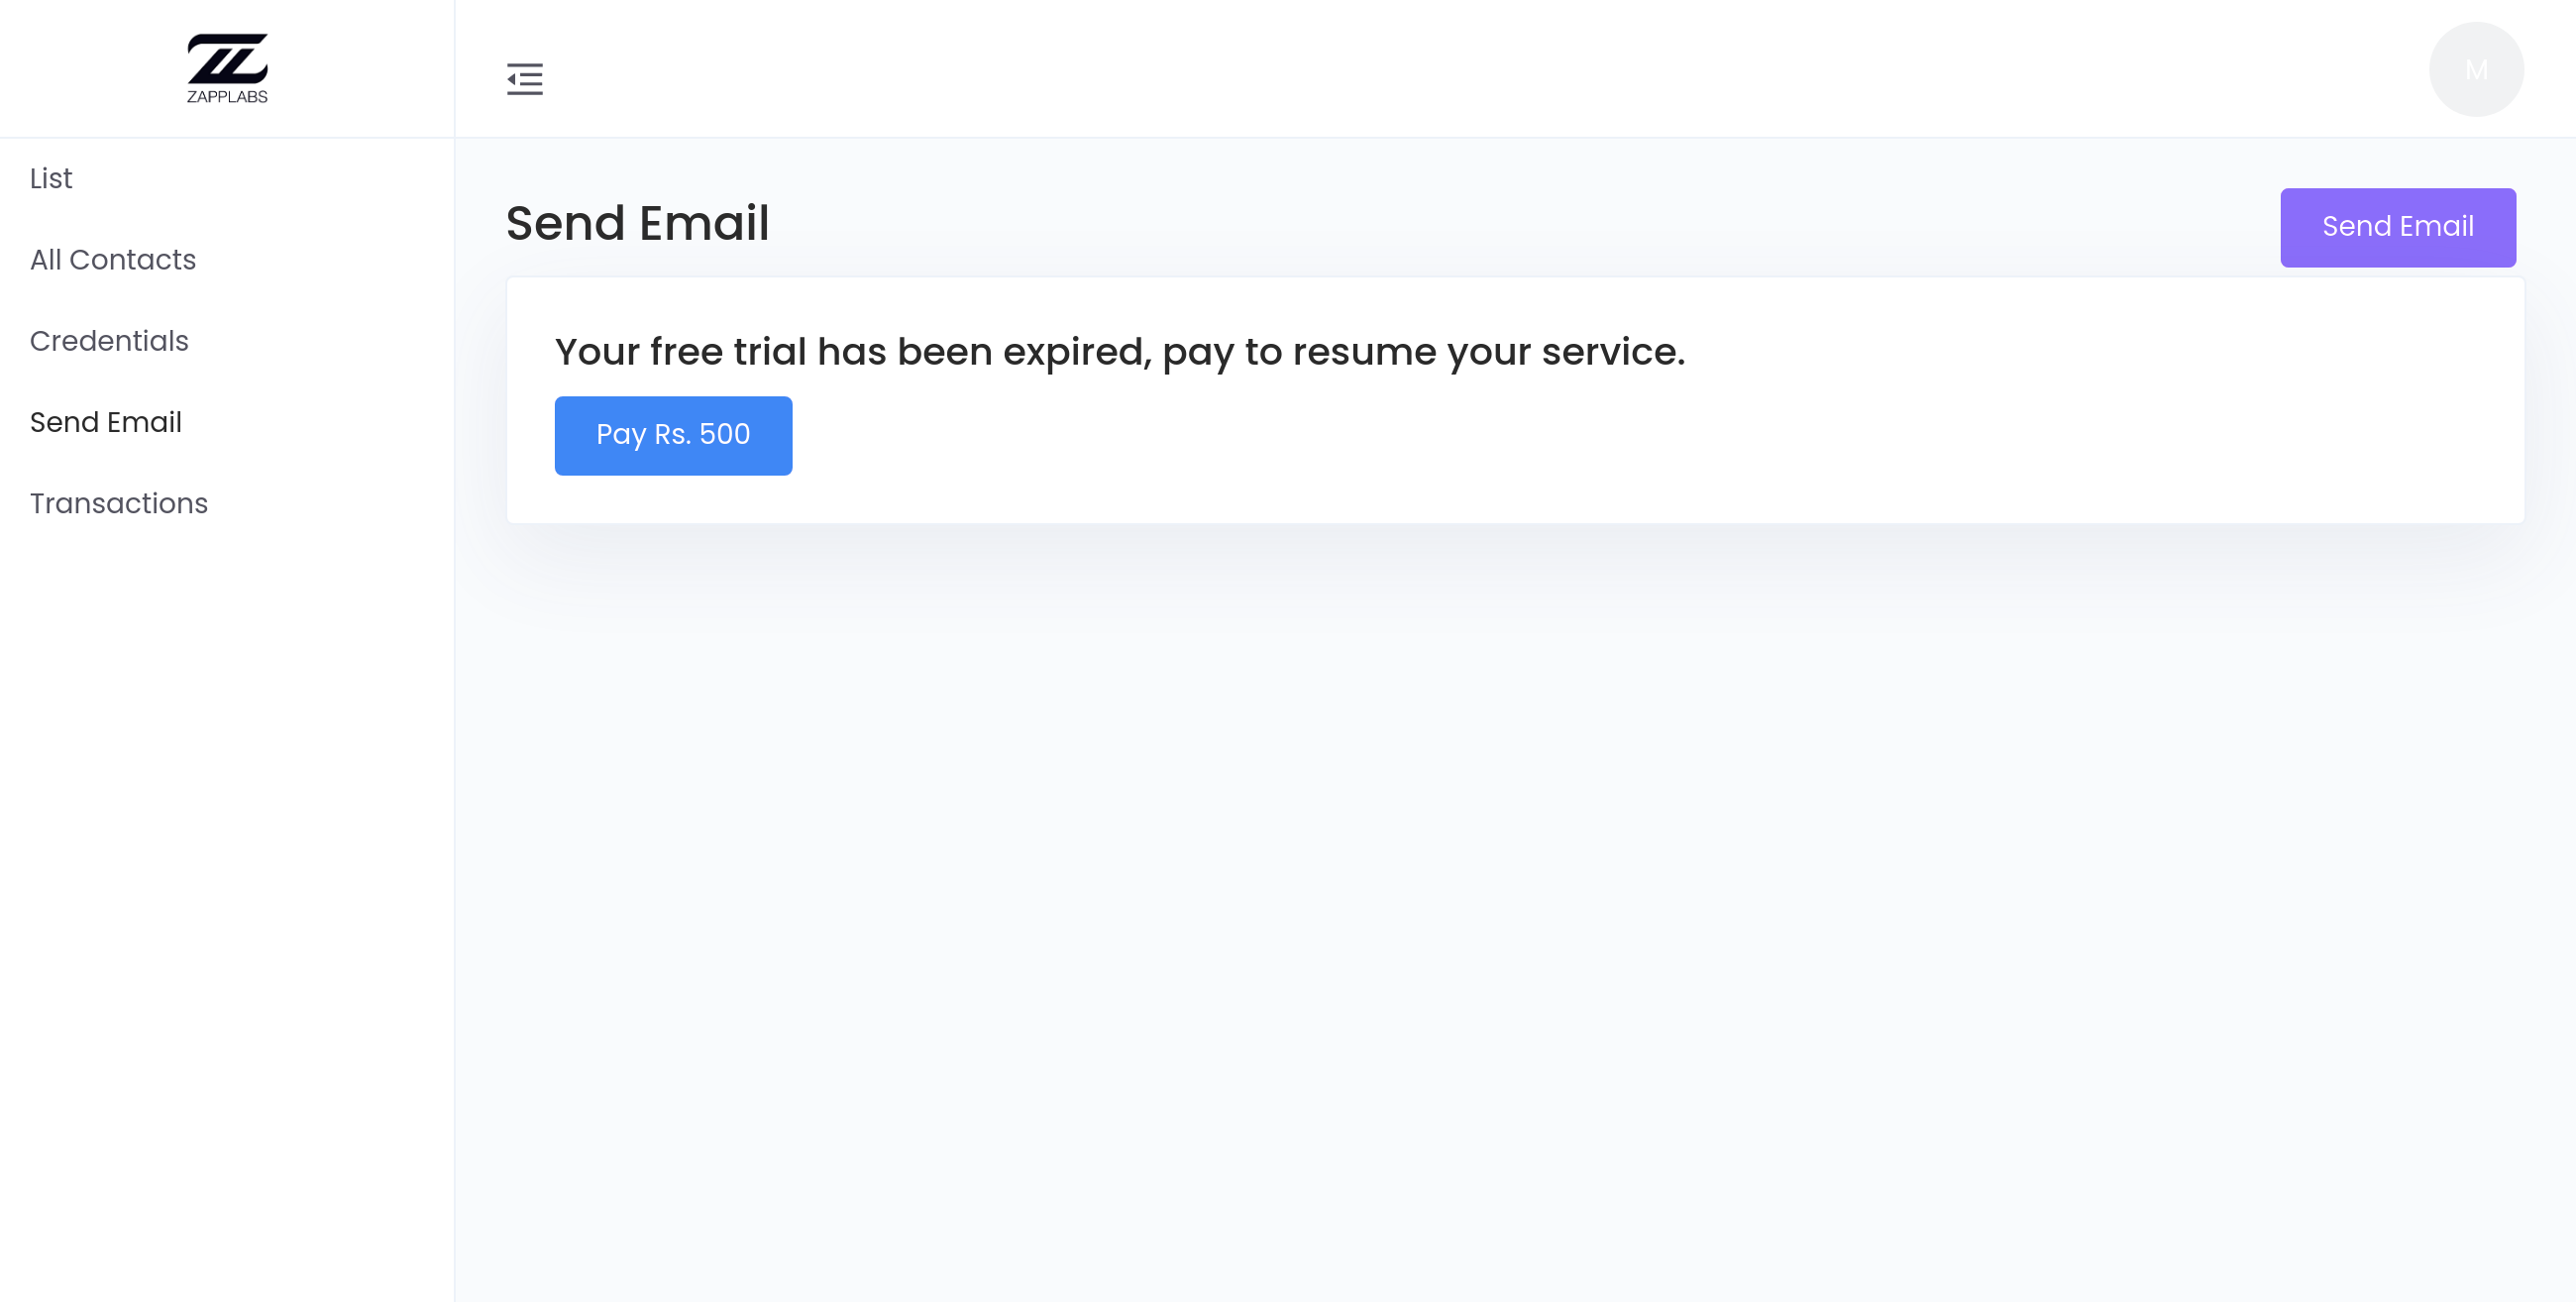 ZAPPLABS
M
List
All Contacts
Credentials
Send Email
Transactions
Send Email
Send Email
Your free trial has been expired, pay to resume your service.
Pay Rs. 500